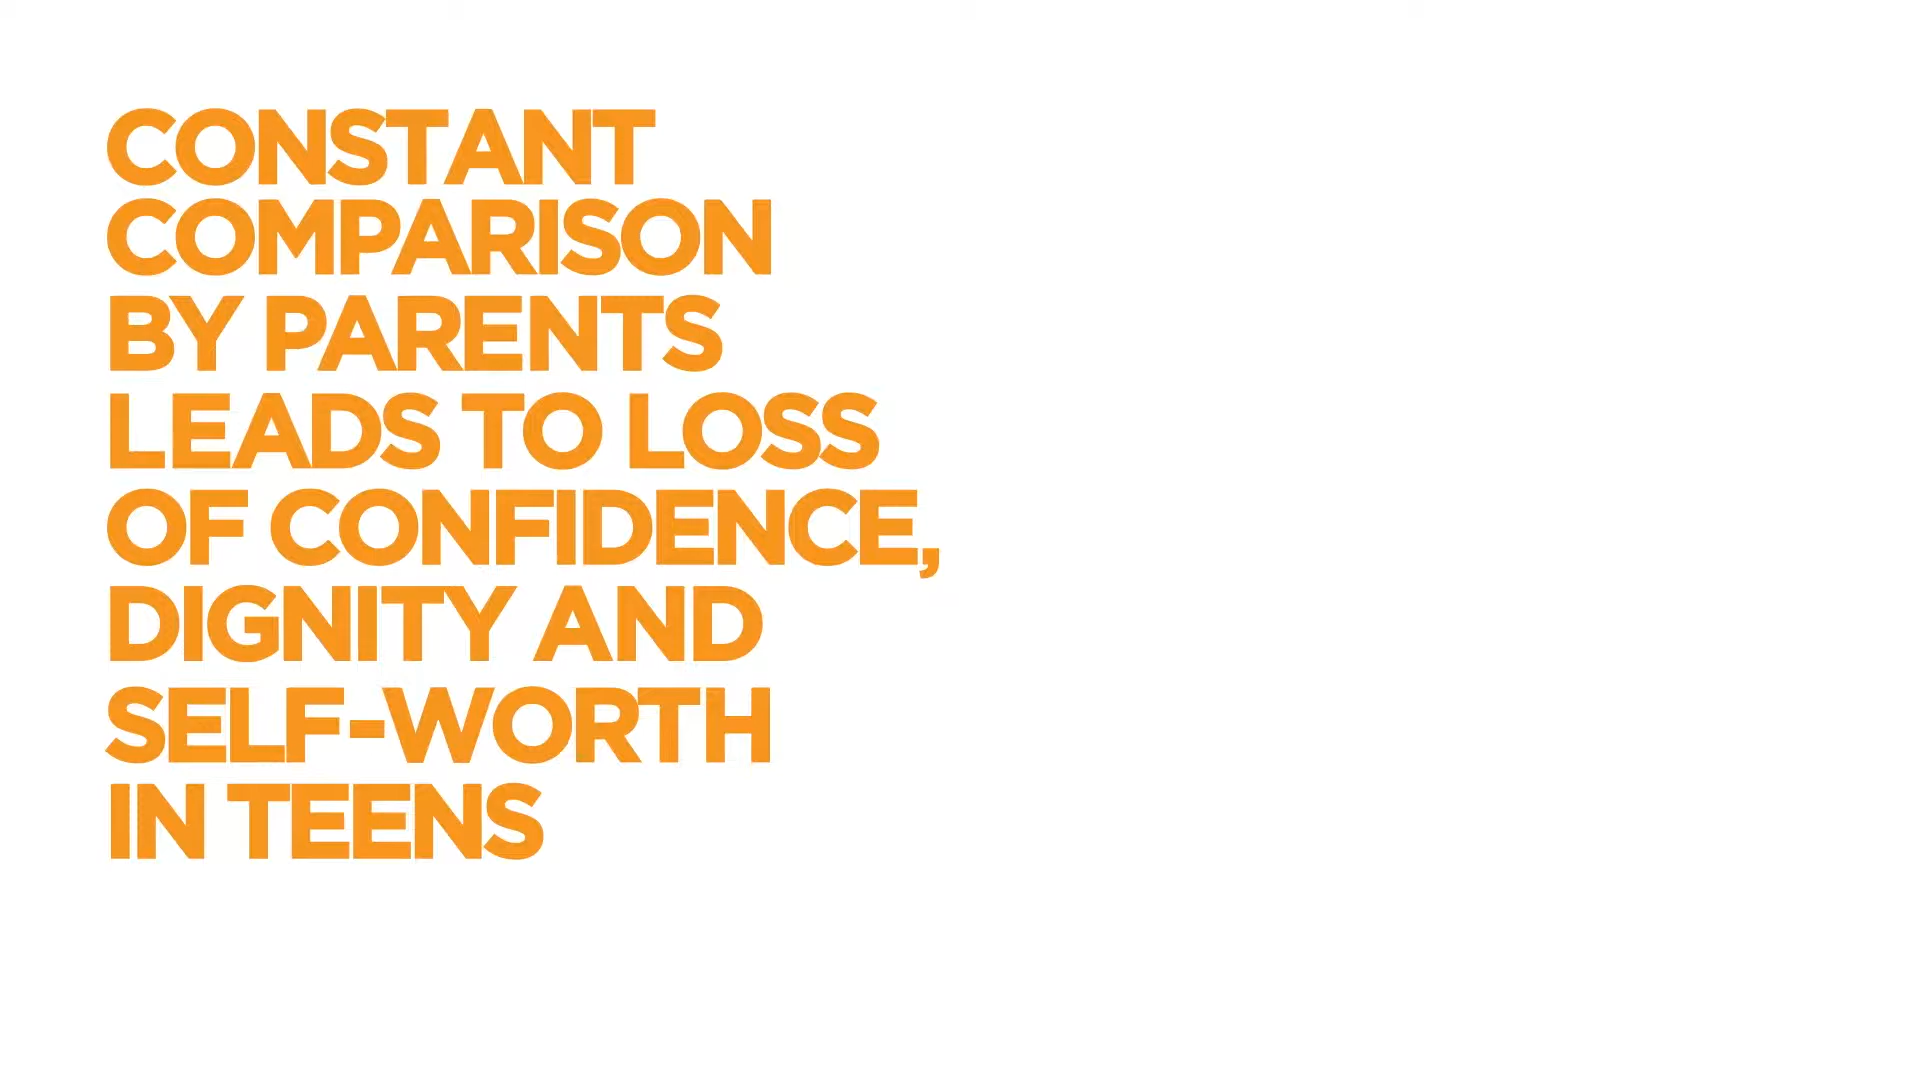 CONSTANT
COMPARISON
BY PARENTS
LEADS TO LOSS
OF CONFIDENCE,
DIGNITY AND
SELF-WORTH
IN TEENS